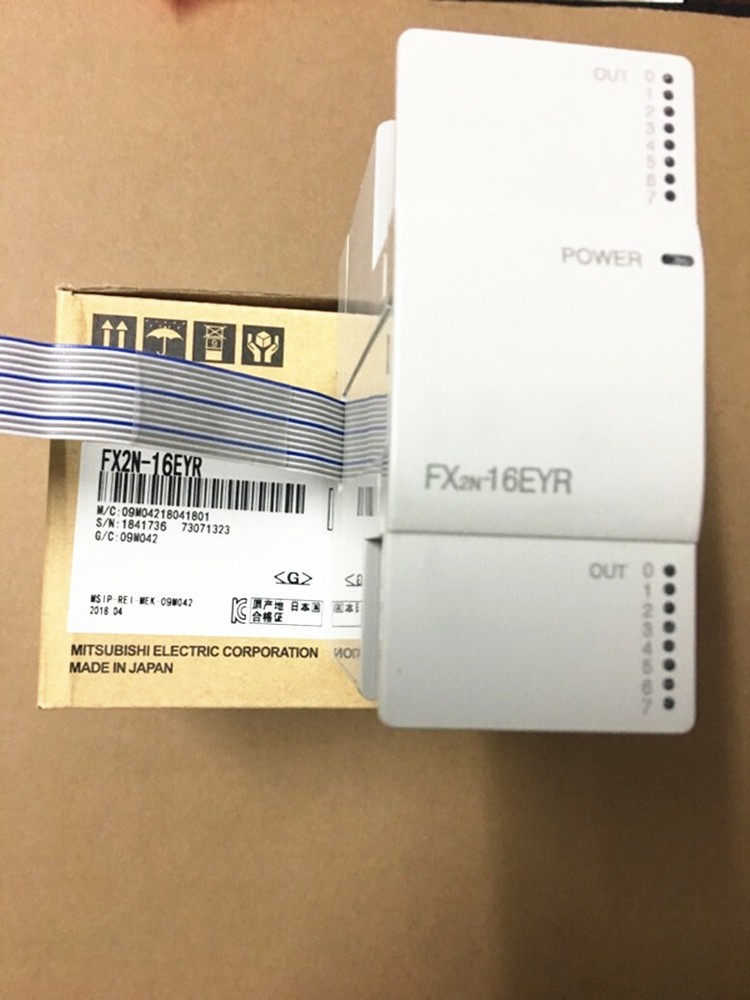 FX2N-16EYR
M/C:09M04218041801
S/N:1841736 73071323
G/C:09M042
<G>
MSIP-REI-MEK-09M042
2018 04
原产地 日本
合格证
MITSUBISHI ELECTRIC CORPORATION
MADE IN JAPAN
OUT 0
1
2
3
4
5
6
7
POWER
FX2N-16EYR
OUT 0
1
2
3
4
5
6
7